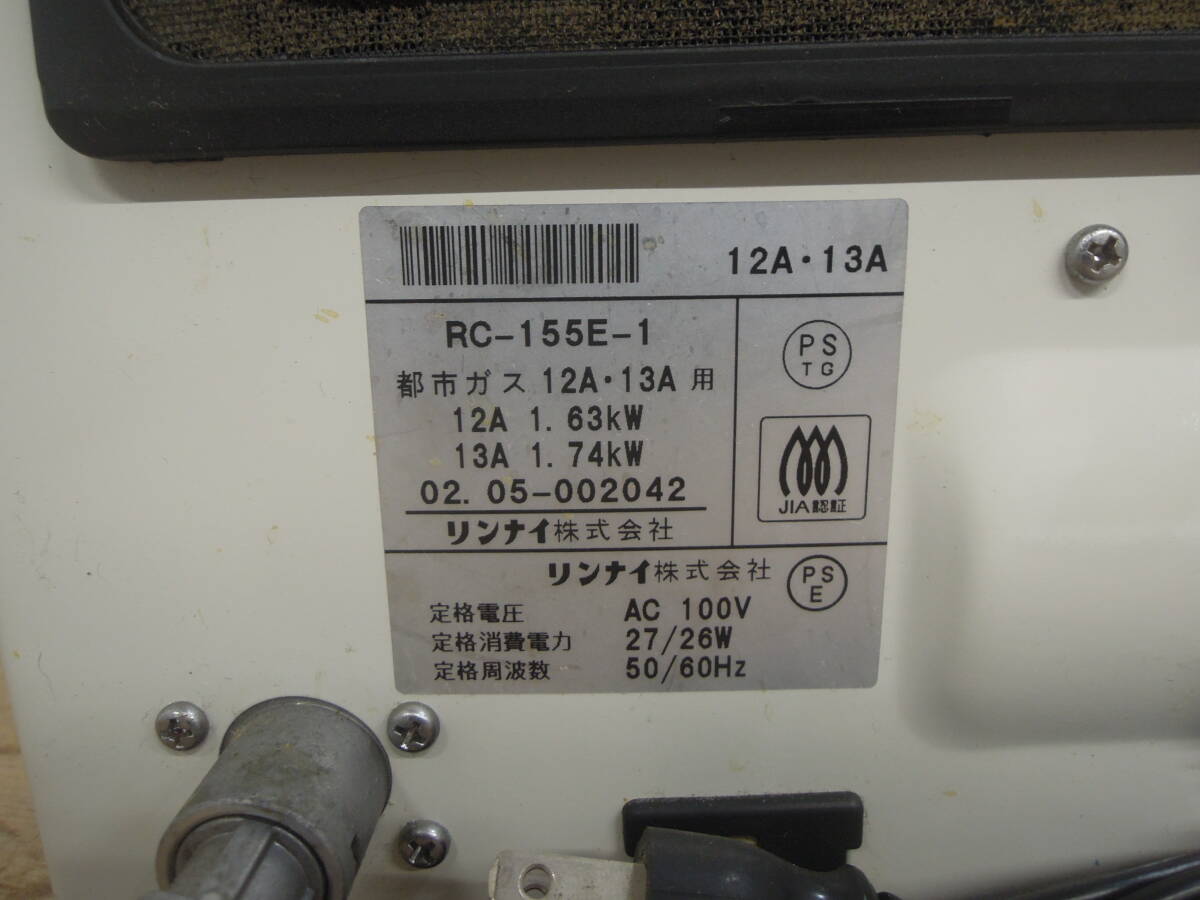 12A・13A
RC-155E-1
都市ガス 12A・13A 用
12A 1.63kW
13A 1.74kW
02.05-002042
リンナイ株式会社
PS
TG
JIA認証
リンナイ株式会社
PS
E
定格電圧 AC 100V
定格消費電力 27/26W
定格周波数 50/60Hz